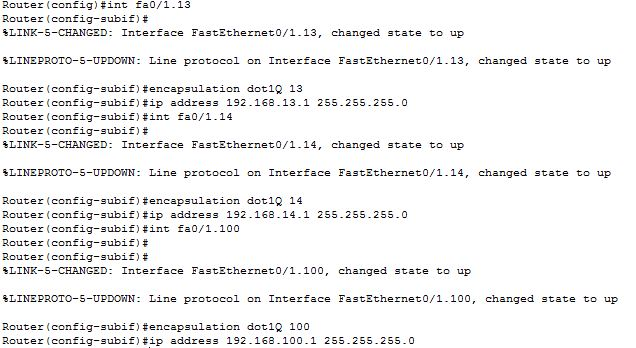 Router(config)#int fa0/1.13
Router(config-subif)#
%LINK-5-CHANGED: Interface FastEthernet0/1.13, changed state to up
%LINEPROTO-5-UPDOWN: Line protocol on Interface FastEthernet0/1.13, changed state to up
Router(config-subif)#encapsulation dot1Q 13
Router(config-subif)#ip address 192.168.13.1 255.255.255.0
Router(config-subif)#int fa0/1.14
Router(config-subif)#
%LINK-5-CHANGED: Interface FastEthernet0/1.14, changed state to up
%LINEPROTO-5-UPDOWN: Line protocol on Interface FastEthernet0/1.14, changed state to up
Router(config-subif)#encapsulation dot1Q 14
Router(config-subif)#ip address 192.168.14.1 255.255.255.0
Router(config-subif)#int fa0/1.100
Router(config-subif)#
Router(config-subif)#
%LINK-5-CHANGED: Interface FastEthernet0/1.100, changed state to up
%LINEPROTO-5-UPDOWN: Line protocol on Interface FastEthernet0/1.100, changed state to up
Router(config-subif)#encapsulation dot1Q 100
Router(config-subif)#ip address 192.168.100.1 255.255.255.0